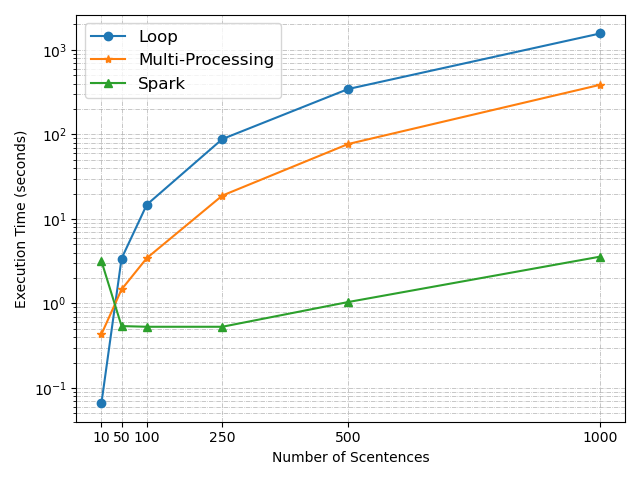 Loop
Multi-Processing
Spark
Execution Time (seconds)
10³
10²
10¹
10⁰
10⁻¹
10 50 100 250 500 1000
Number of Scentences